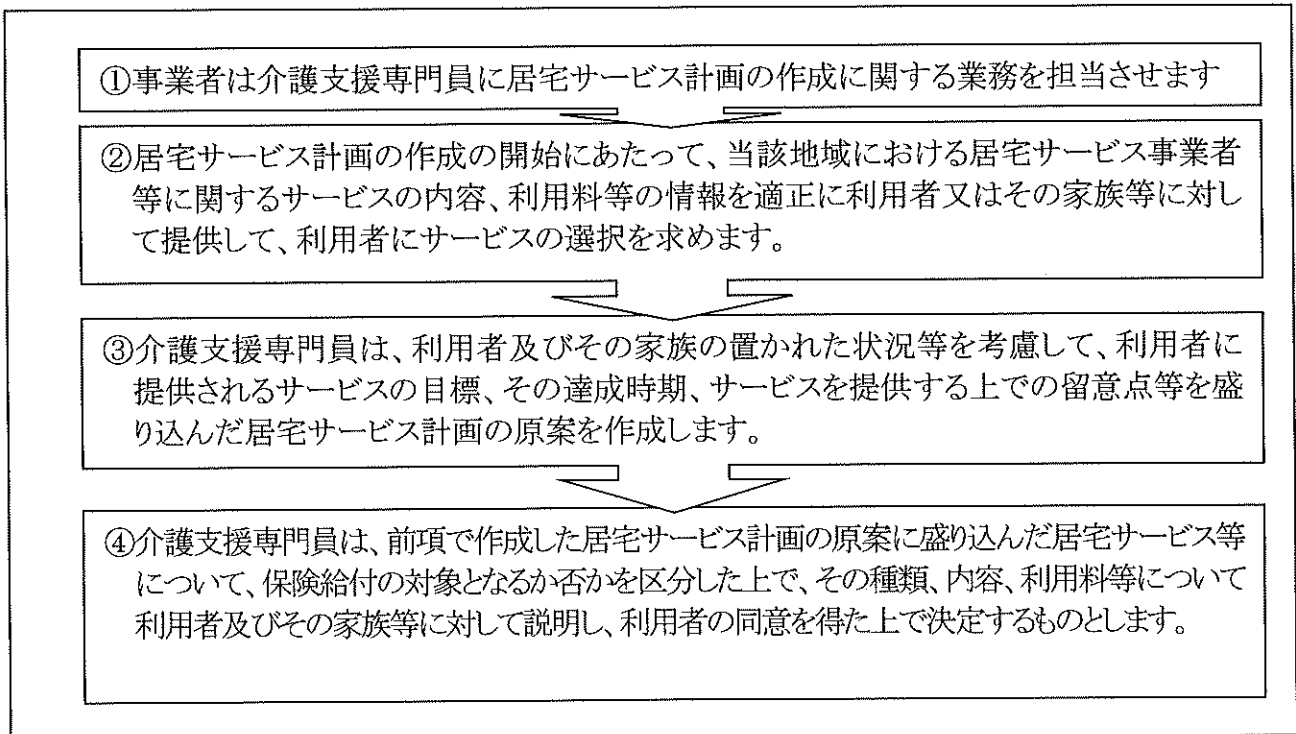 ①事業者は介護支援専門員に居宅サービス計画の作成に関する業務を担当させます
②居宅サービス計画の作成の開始にあたって、当該地域における居宅サービス事業者
等に関するサービスの内容、利用料等の情報を適正に利用者又はその家族等に対し
て提供して、利用者にサービスの選択を求めます。
③介護支援専門員は、利用者及びその家族の置かれた状況等を考慮して、利用者に
提供されるサービスの目標、その達成時期、サービスを提供する上での留意点等を盛
り込んだ居宅サービス計画の原案を作成します。
④介護支援専門員は、前項で作成した居宅サービス計画の原案に盛り込んだ居宅サービス等
について、保険給付の対象となるか否かを区分した上で、その種類、内容、利用料等について
利用者及びその家族等に対して説明し、利用者の同意を得た上で決定するものとします。